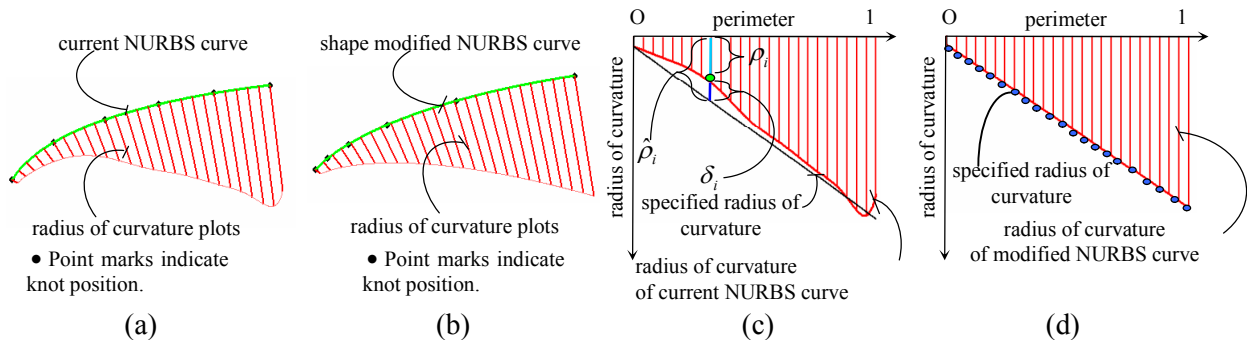 current NURBS curve
radius of curvature plots
● Point marks indicate
knot position.
(a)
shape modified NURBS curve
radius of curvature plots
● Point marks indicate
knot position.
(b)
O perimeter 1
radius of curvature
ρᵢ
ρ̂ᵢ
δᵢ
specified radius of
curvature
radius of curvature
of current NURBS curve
(c)
O perimeter 1
radius of curvature
specified radius of
curvature
radius of curvature
of modified NURBS curve
(d)